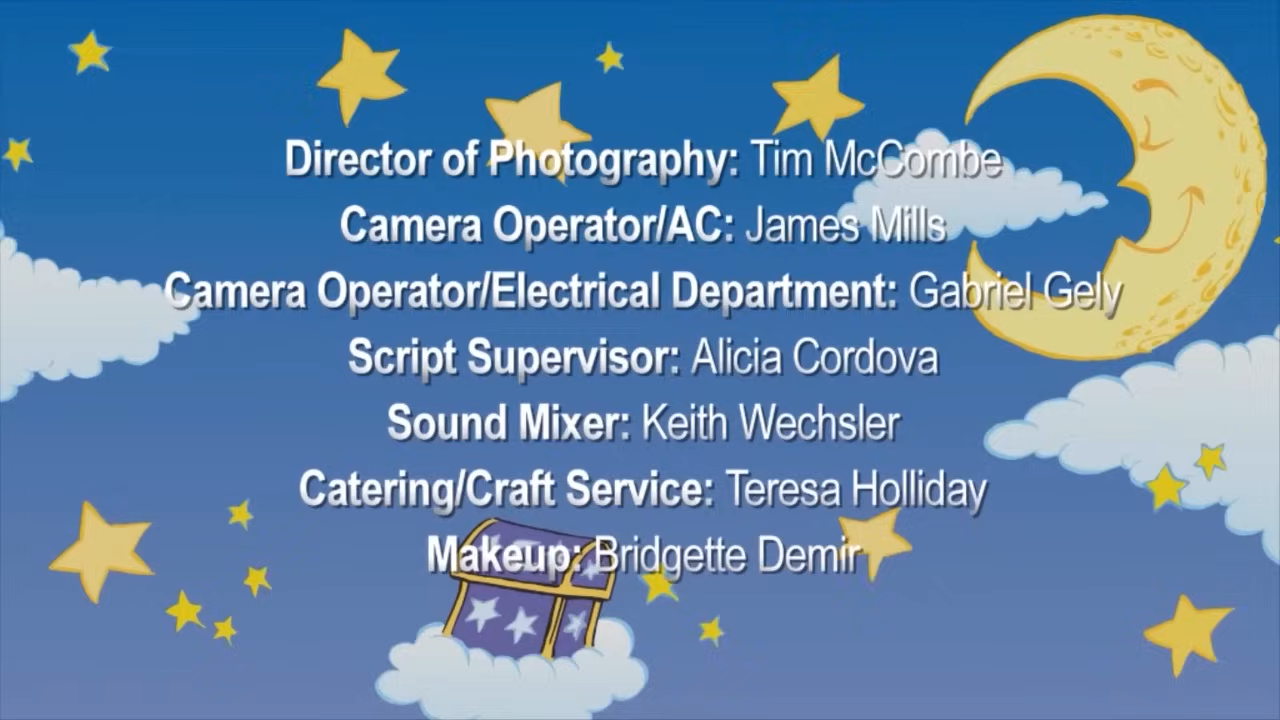 Director of Photography: Tim McCombe
Camera Operator/AC: James Mills
Camera Operator/Electrical Department: Gabriel Gely
Script Supervisor: Alicia Cordova
Sound Mixer: Keith Wechsler
Catering/Craft Service: Teresa Holliday
Makeup: Bridgette Demir